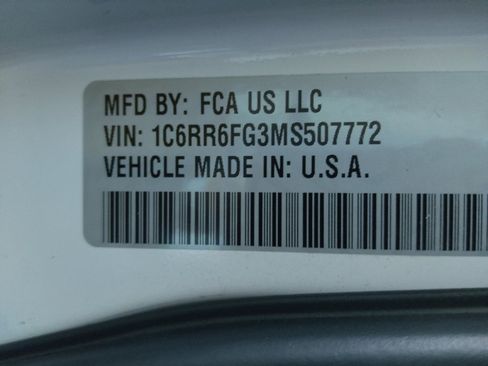 MFD BY: FCA US LLC
VIN: 1C6RR6FG3MS507772
VEHICLE MADE IN: U.S.A.